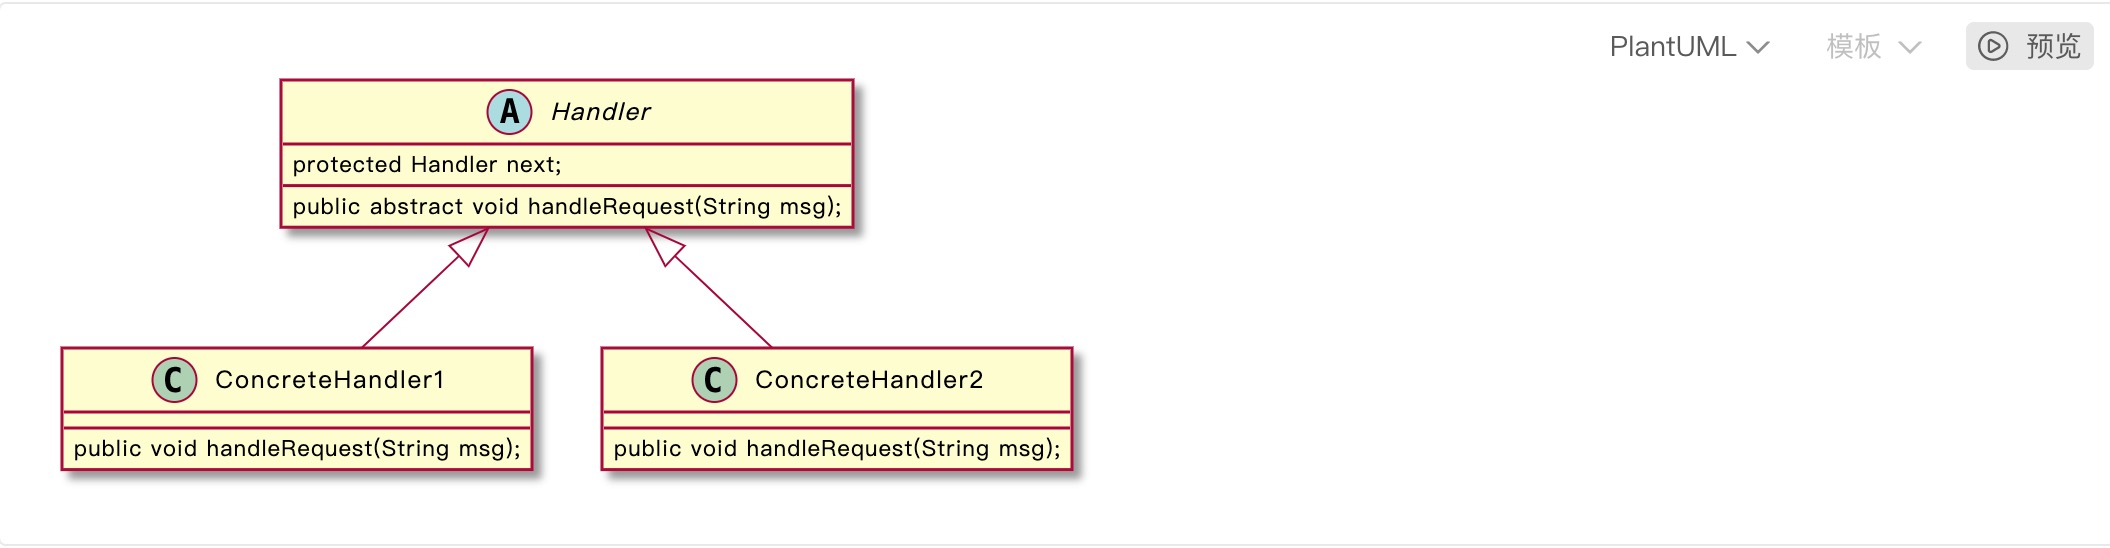 PlantUML 模板 预览
A Handler
protected Handler next;
public abstract void handleRequest(String msg);
C ConcreteHandler1
public void handleRequest(String msg);
C ConcreteHandler2
public void handleRequest(String msg);